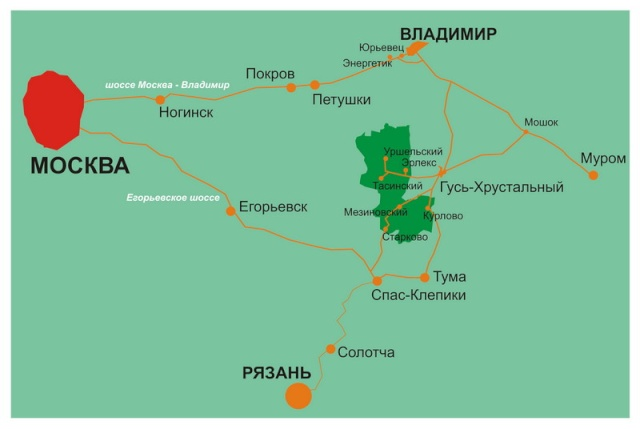 ВЛАДИМИР
Юрьевец
Энергетик
Покров
шоссе Москва - Владимир
Петушки
Ногинск
Мошок
МОСКВА
Уршельский
Эрлекс
Муром
Тасинский
Гусь-Хрустальный
Егорьевское шоссе
Егорьевск
Мезиновский
Курлово
Старково
Тума
Спас-Клепики
Солотча
РЯЗАНЬ